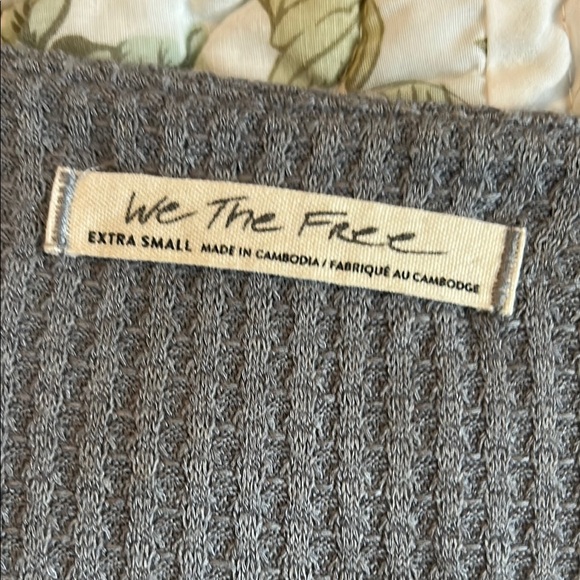 We The Free
EXTRA SMALL MADE IN CAMBODIA / FABRIQUÉ AU CAMBODGE